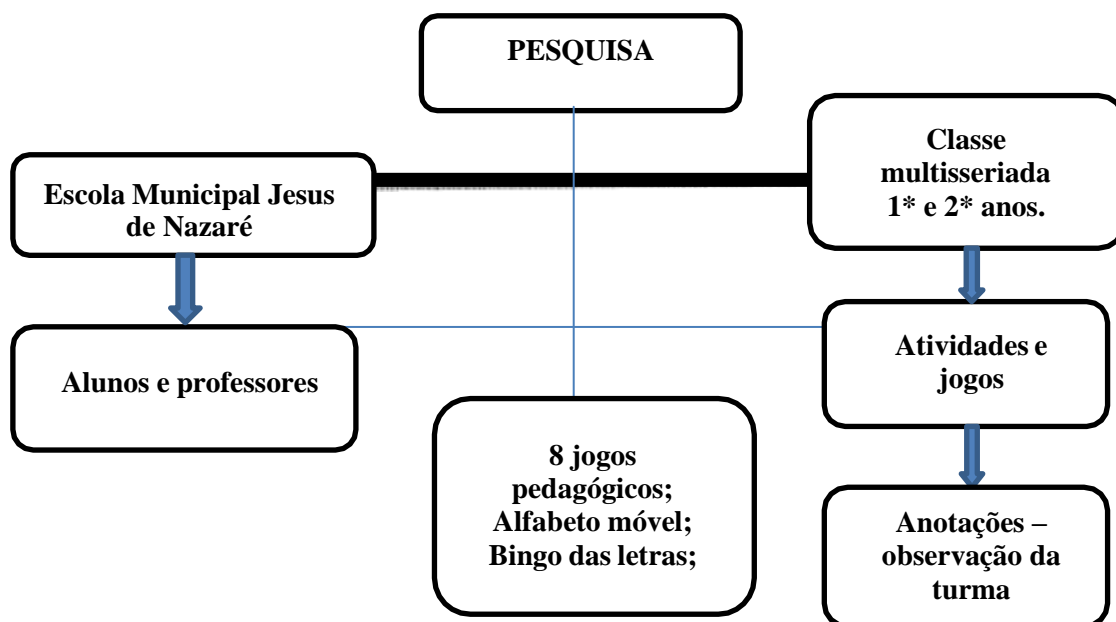 PESQUISA
Escola Municipal Jesus
de Nazaré
Classe
multisseriada
1* e 2* anos.
Alunos e professores
Atividades e
jogos
8 jogos
pedagógicos;
Alfabeto móvel;
Bingo das letras;
Anotações –
observação da
turma